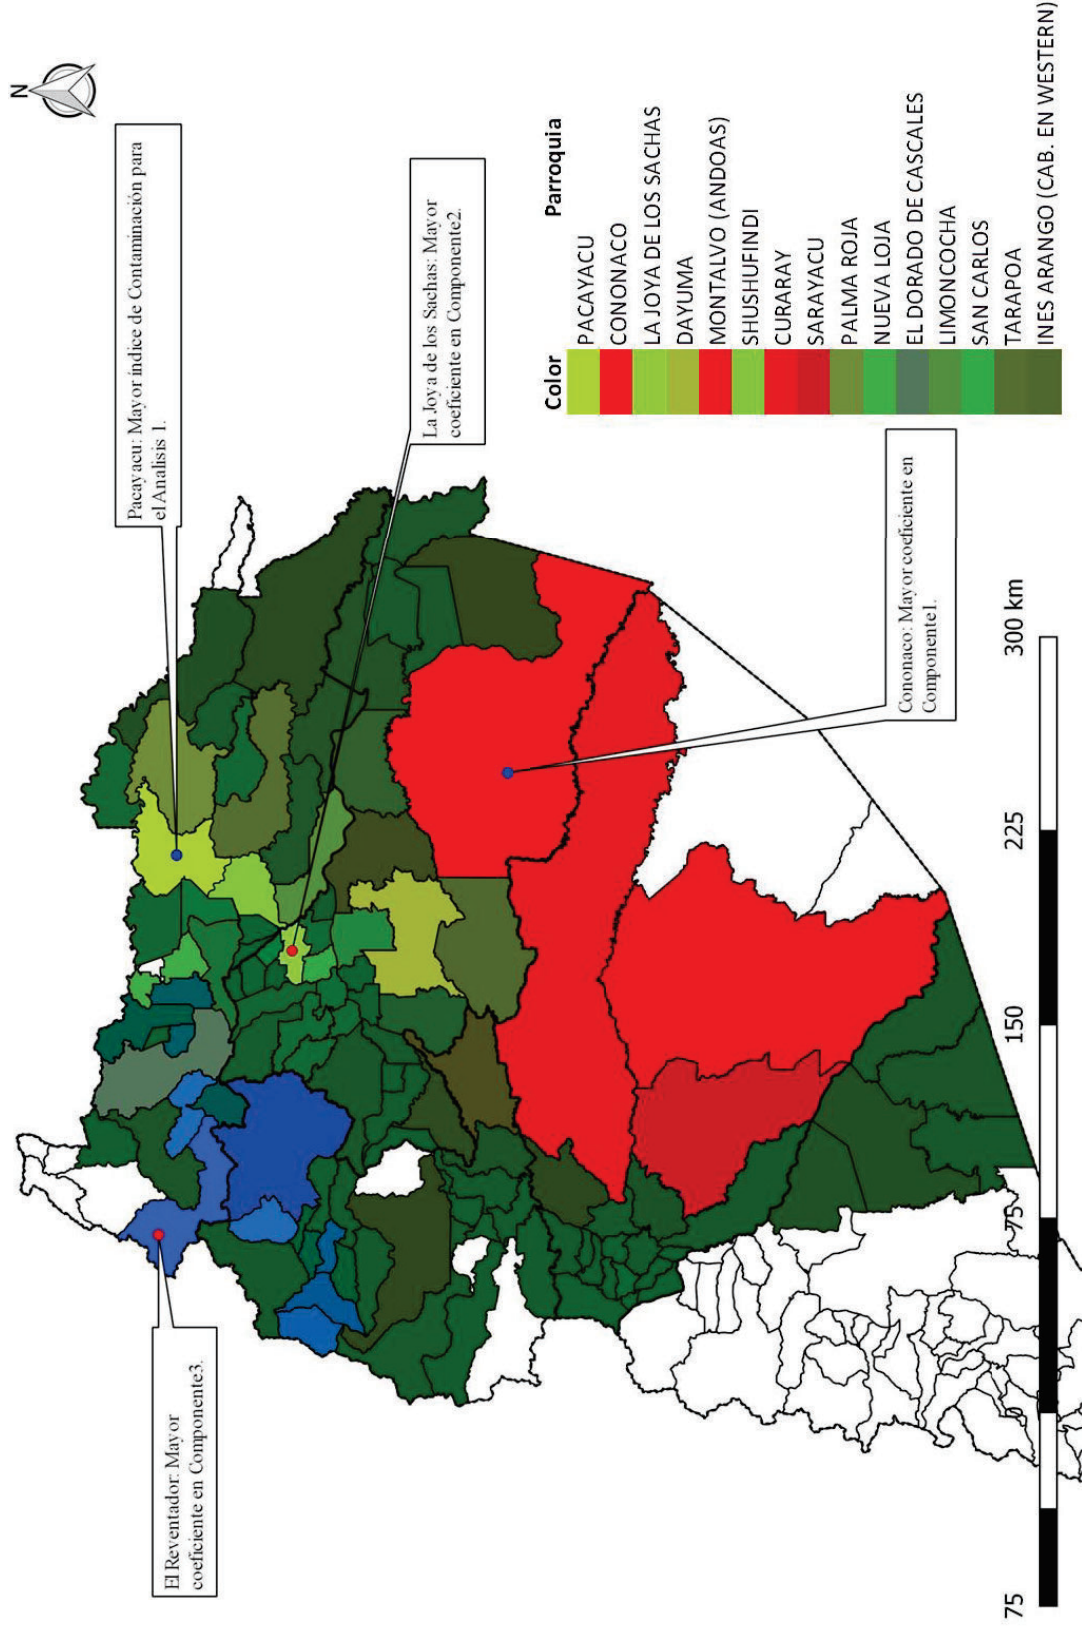 N
Pacayacu: Mayor índice de Contaminación para
el Analisis 1.
La Joya de los Sachas: Mayor
coeficiente en Componente2.
Cononaco: Mayor coeficiente en
Componente1.
El Reventador: Mayor
coeficiente en Componente3.
Color Parroquia
PACAYACU
CONONACO
LA JOYA DE LOS SACHAS
DAYUMA
MONTALVO (ANDOAS)
SHUSHUFINDI
CURARAY
SARAYACU
PALMA ROJA
NUEVA LOJA
EL DORADO DE CASCALES
LIMONCOCHA
SAN CARLOS
TARAPOA
INES ARANGO (CAB. EN WESTERN)
75 0 75 150 225 300 km